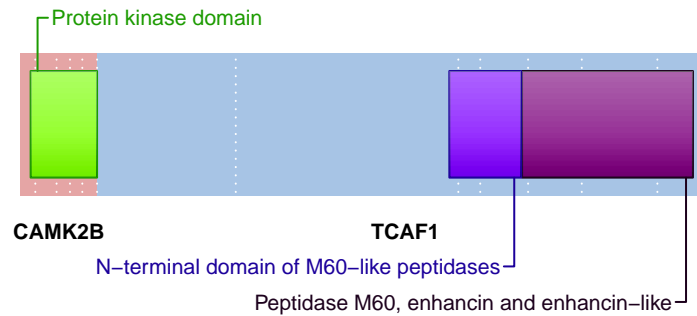 Protein kinase domain
CAMK2B
TCAF1
N−terminal domain of M60−like peptidases
Peptidase M60, enhancin and enhancin−like